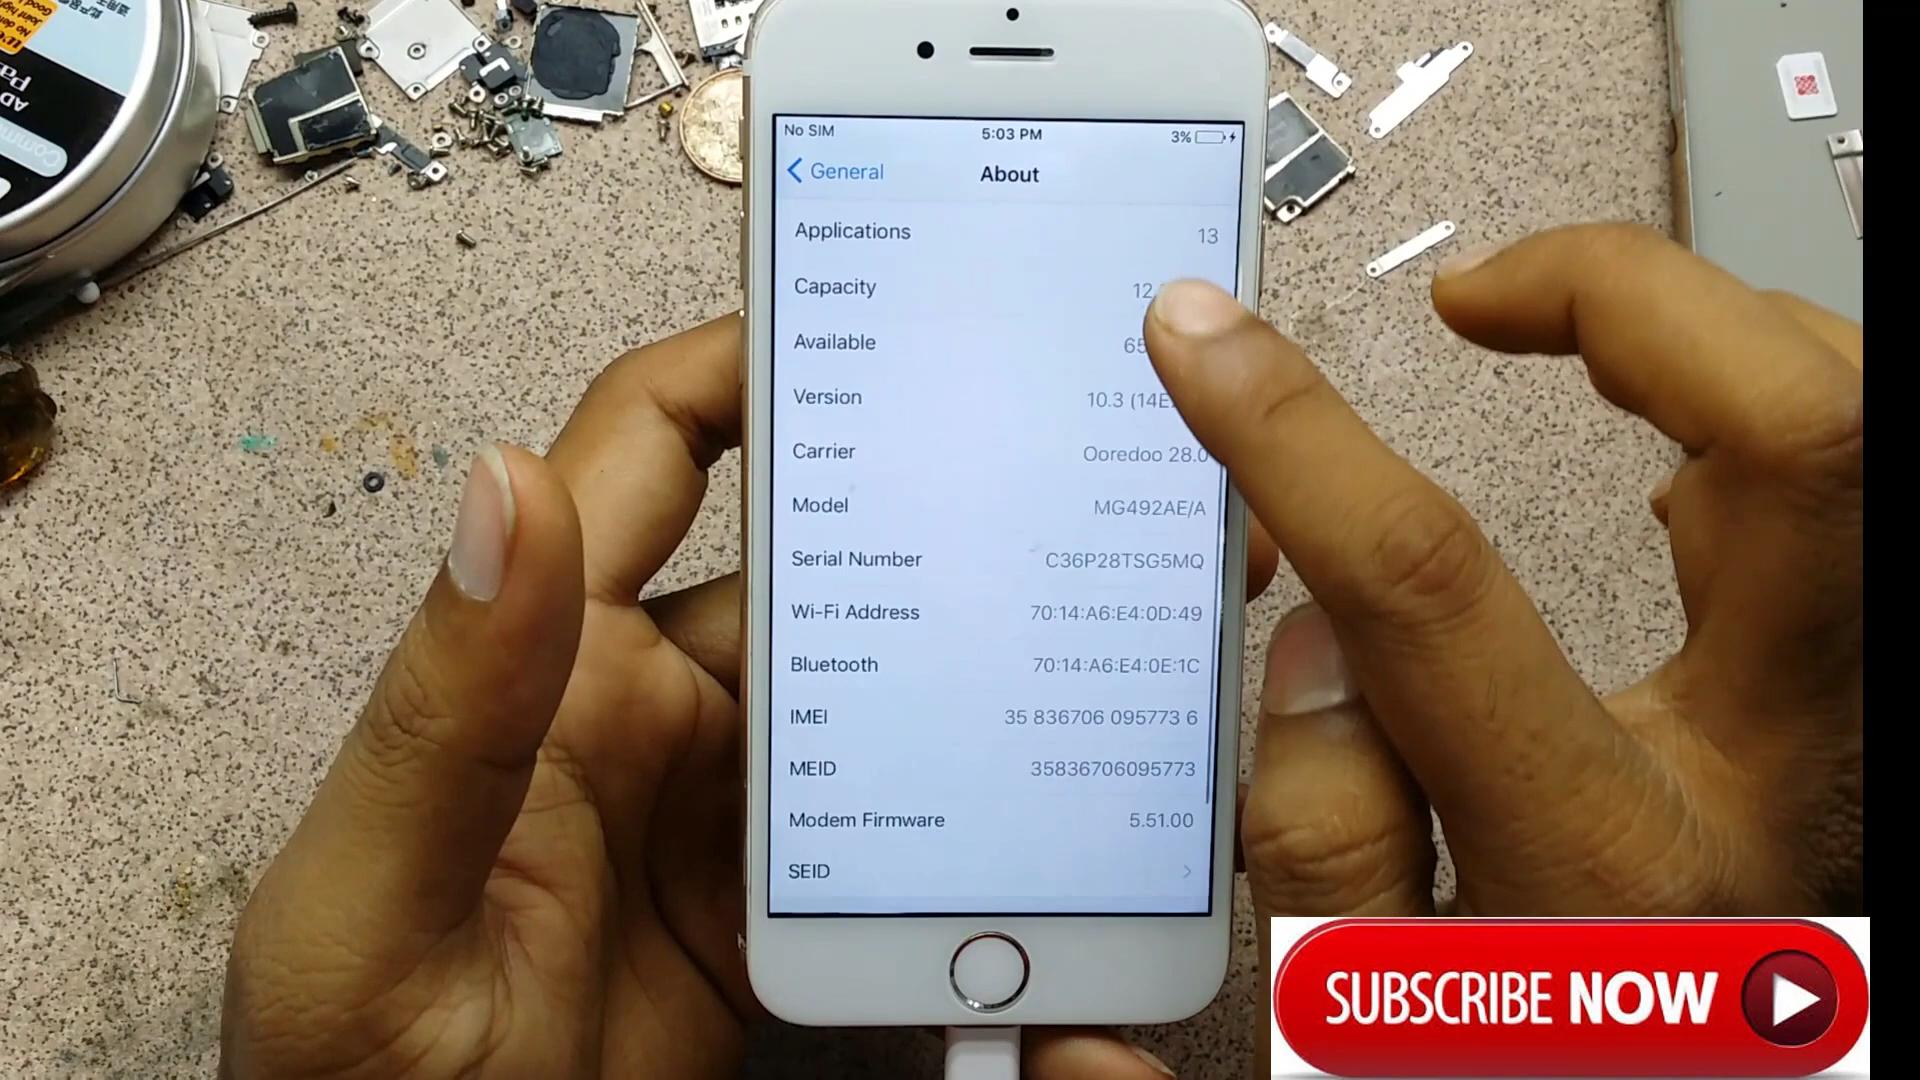 No SIM 5:03 PM 3%
General About
Applications 13
Capacity 12
Available 65
Version 10.3 (14E
Carrier Ooredoo 28.0
Model MG492AE/A
Serial Number C36P28TSG5MQ
Wi-Fi Address 70:14:A6:E4:0D:49
Bluetooth 70:14:A6:E4:0E:1C
IMEI 35 836706 095773 6
MEID 35836706095773
Modem Firmware 5.51.00
SEID
SUBSCRIBE NOW